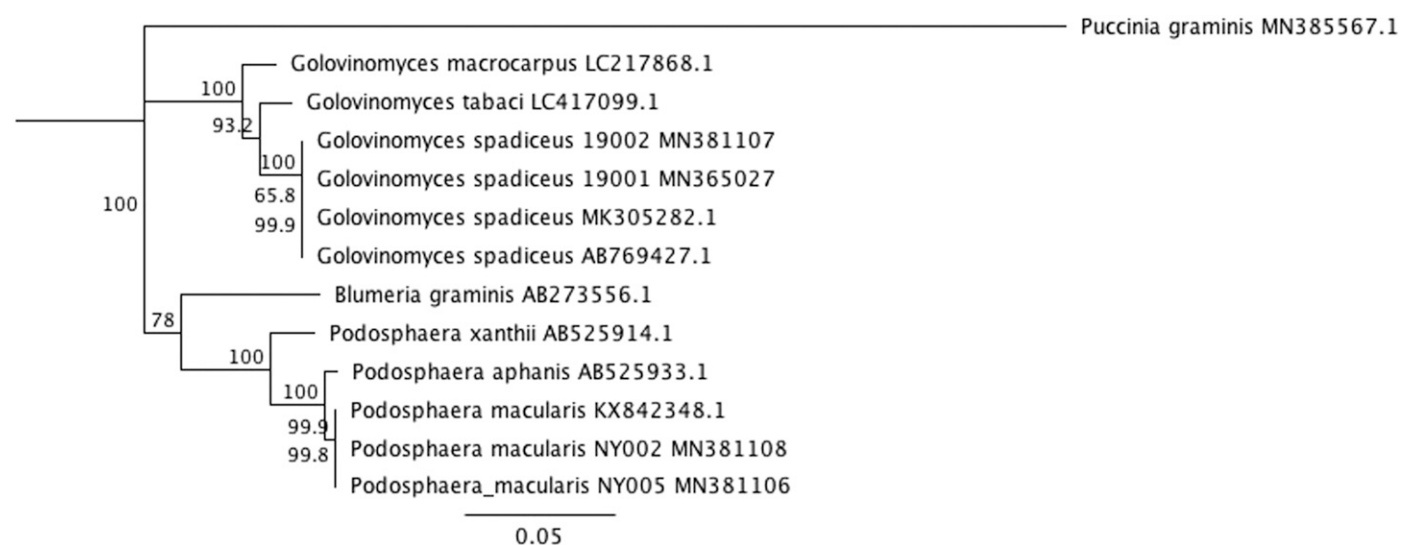 Puccinia graminis MN385567.1
Golovinomyces macrocarpus LC217868.1
100
Golovinomyces tabaci LC417099.1
93.2
Golovinomyces spadiceus 19002 MN381107
100
Golovinomyces spadiceus 19001 MN365027
65.8
100
Golovinomyces spadiceus MK305282.1
99.9
Golovinomyces spadiceus AB769427.1
Blumeria graminis AB273556.1
78
Podosphaera xanthii AB525914.1
100
Podosphaera aphanis AB525933.1
100
Podosphaera macularis KX842348.1
99.9
Podosphaera macularis NY002 MN381108
99.8
Podosphaera_macularis NY005 MN381106
0.05